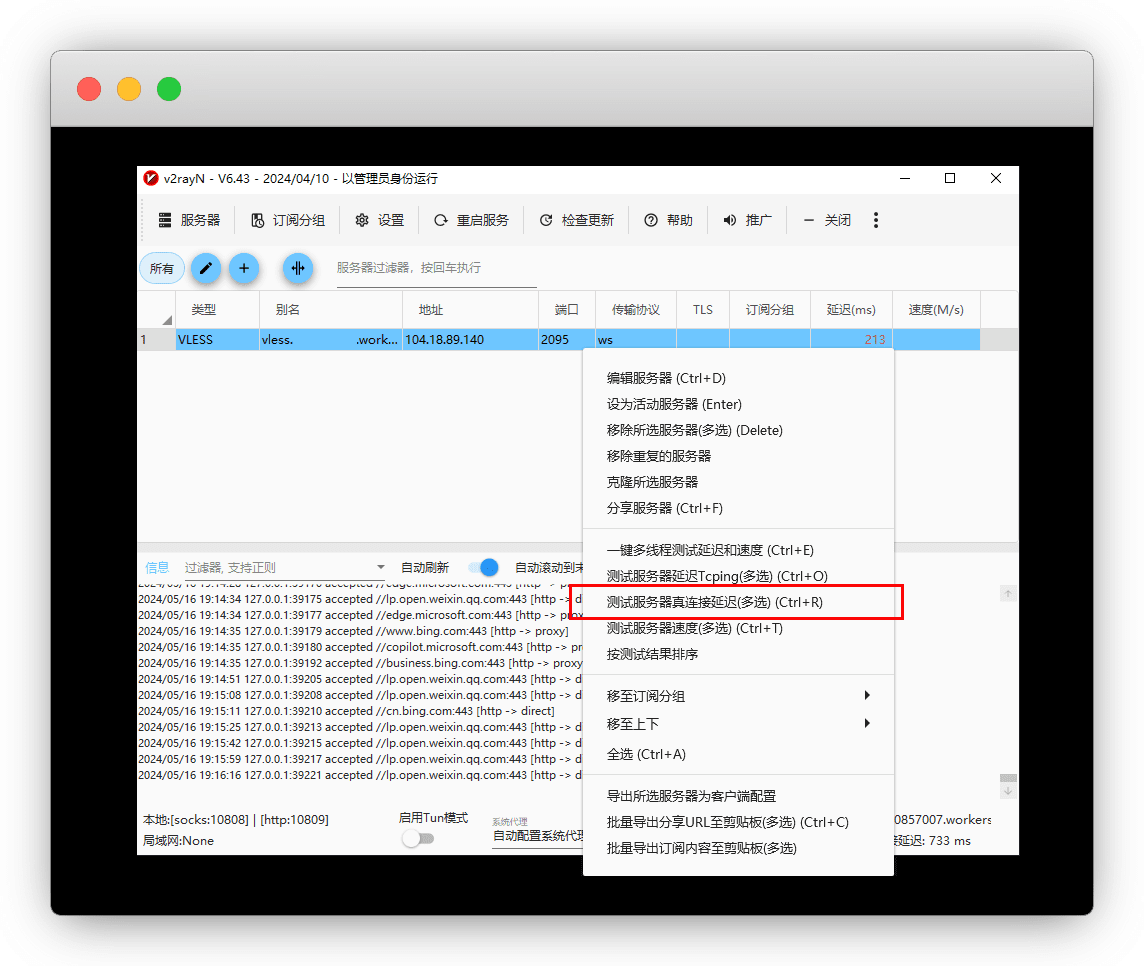 v2rayN - V6.43 - 2024/04/10 - 以管理员身份运行
服务器 订阅分组 设置 重启服务 检查更新 帮助 推广 关闭
所有 服务器过滤器，按回车执行
类型 别名 地址 端口 传输协议 TLS 订阅分组 延迟(ms) 速度(M/s)
1 VLESS vless. .work... 104.18.89.140 2095 ws 213
编辑服务器 (Ctrl+D)
设为活动服务器 (Enter)
移除所选服务器(多选) (Delete)
移除重复的服务器
克隆所选服务器
分享服务器 (Ctrl+F)
一键多线程测试延迟和速度 (Ctrl+E)
测试服务器延迟Tcping(多选) (Ctrl+O)
测试服务器真连接延迟(多选) (Ctrl+R)
测试服务器速度(多选) (Ctrl+T)
按测试结果排序
移至订阅分组
移至上下
全选 (Ctrl+A)
导出所选服务器为客户端配置
批量导出分享URL至剪贴板(多选) (Ctrl+C)
批量导出订阅内容至剪贴板(多选)
信息 过滤器, 支持正则 自动刷新 自动滚动到末
2024/05/16 19:14:34 127.0.0.1:39175 accepted //lp.open.weixin.qq.com:443 [http -> d
2024/05/16 19:14:34 127.0.0.1:39177 accepted //edge.microsoft.com:443 [http -> prox
2024/05/16 19:14:35 127.0.0.1:39179 accepted //www.bing.com:443 [http -> proxy]
2024/05/16 19:14:35 127.0.0.1:39180 accepted //copilot.microsoft.com:443 [http -> pr
2024/05/16 19:14:35 127.0.0.1:39192 accepted //business.bing.com:443 [http -> proxy
2024/05/16 19:14:51 127.0.0.1:39205 accepted //lp.open.weixin.qq.com:443 [http -> d
2024/05/16 19:15:08 127.0.0.1:39208 accepted //lp.open.weixin.qq.com:443 [http -> d
2024/05/16 19:15:11 127.0.0.1:39210 accepted //cn.bing.com:443 [http -> direct]
2024/05/16 19:15:25 127.0.0.1:39213 accepted //lp.open.weixin.qq.com:443 [http -> d
2024/05/16 19:15:42 127.0.0.1:39215 accepted //lp.open.weixin.qq.com:443 [http -> d
2024/05/16 19:15:59 127.0.0.1:39217 accepted //lp.open.weixin.qq.com:443 [http -> d
2024/05/16 19:16:16 127.0.0.1:39221 accepted //lp.open.weixin.qq.com:443 [http -> d
本地:[socks:10808] | [http:10809] 启用Tun模式 系统代理 0857007.workers
局域网:None 自动配置系统代理 延迟: 733 ms